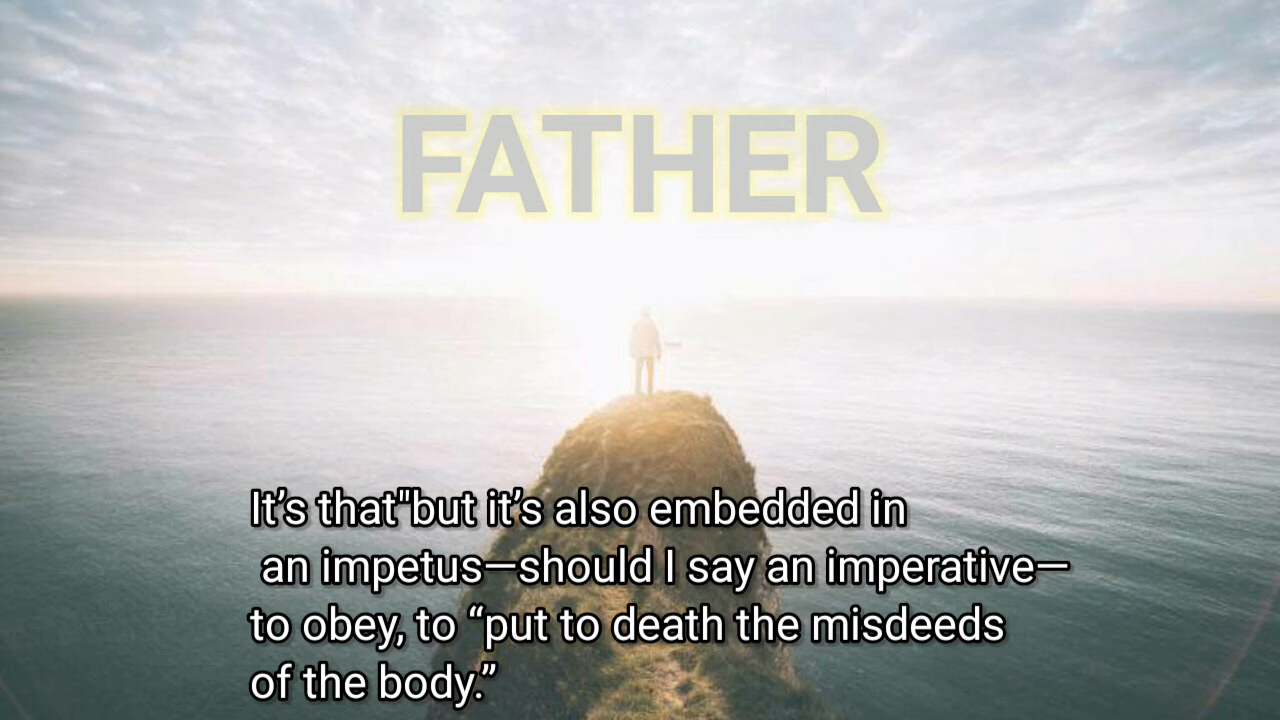 FATHER
It’s that"but it’s also embedded in
an impetus—should I say an imperative—
to obey, to “put to death the misdeeds
of the body.”